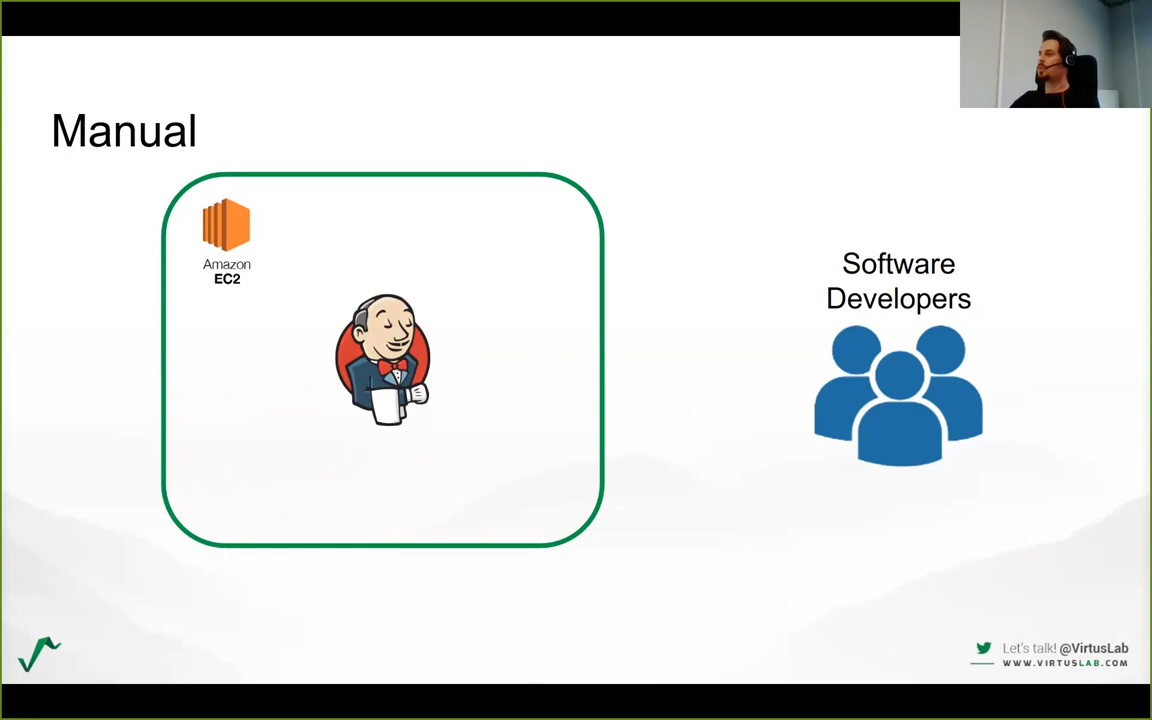 Manual
Amazon
EC2
Software
Developers
Let's talk! @VirtusLab
WWW.VIRTUSLAB.COM